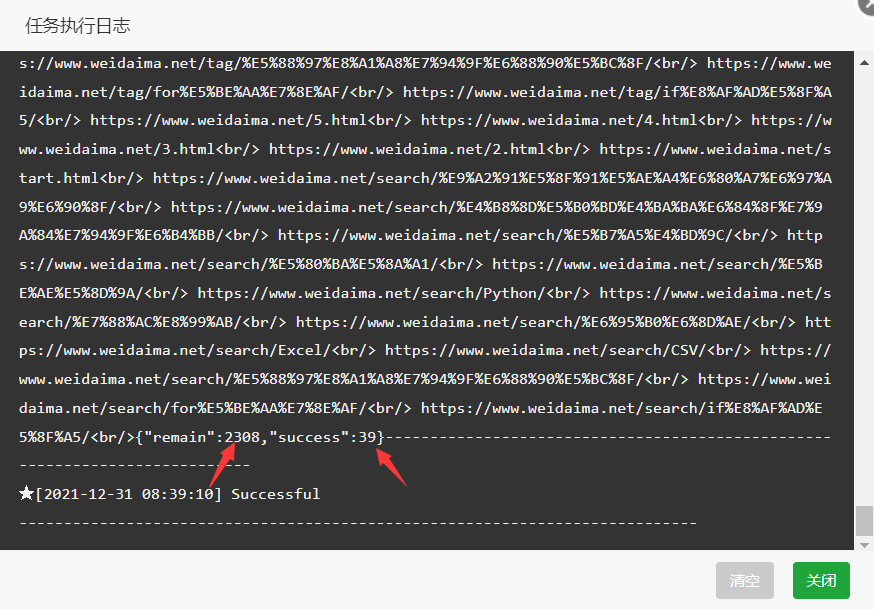 任务执行日志
s://www.weidaima.net/tag/%E5%88%97%E8%A1%A8%E7%94%9F%E6%88%90%E5%BC%8F/<br/> https://www.we
idaima.net/tag/for%E5%BE%AA%E7%8E%AF/<br/> https://www.weidaima.net/tag/if%E8%AF%AD%E5%8F%A
5/<br/> https://www.weidaima.net/5.html<br/> https://www.weidaima.net/4.html<br/> https://w
ww.weidaima.net/3.html<br/> https://www.weidaima.net/2.html<br/> https://www.weidaima.net/s
tart.html<br/> https://www.weidaima.net/search/%E9%A2%91%E5%8F%91%E5%AE%A4%E6%80%A7%E6%97%A
9%E6%90%8F/<br/> https://www.weidaima.net/search/%E4%B8%8D%E5%B0%BD%E4%BA%BA%E6%84%8F%E7%9
A%84%E7%94%9F%E6%B4%BB/<br/> https://www.weidaima.net/search/%E5%B7%A5%E4%BD%9C/<br/> http
s://www.weidaima.net/search/%E5%80%BA%E5%8A%A1/<br/> https://www.weidaima.net/search/%E5%B
E%AE%E5%8D%9A/<br/> https://www.weidaima.net/search/Python/<br/> https://www.weidaima.net/s
earch/%E7%88%AC%E8%99%AB/<br/> https://www.weidaima.net/search/%E6%95%B0%E6%8D%AE/<br/> htt
ps://www.weidaima.net/search/Excel/<br/> https://www.weidaima.net/search/CSV/<br/> https://
www.weidaima.net/search/%E5%88%97%E8%A1%A8%E7%94%9F%E6%88%90%E5%BC%8F/<br/> https://www.wei
daima.net/search/for%E5%BE%AA%E7%8E%AF/<br/> https://www.weidaima.net/search/if%E8%AF%AD%E
5%8F%A5/<br/>{"remain":2308,"success":39}--------------------------------------------------
--------------------------
★[2021-12-31 08:39:10] Successful
----------------------------------------------------------------------------
清空 关闭